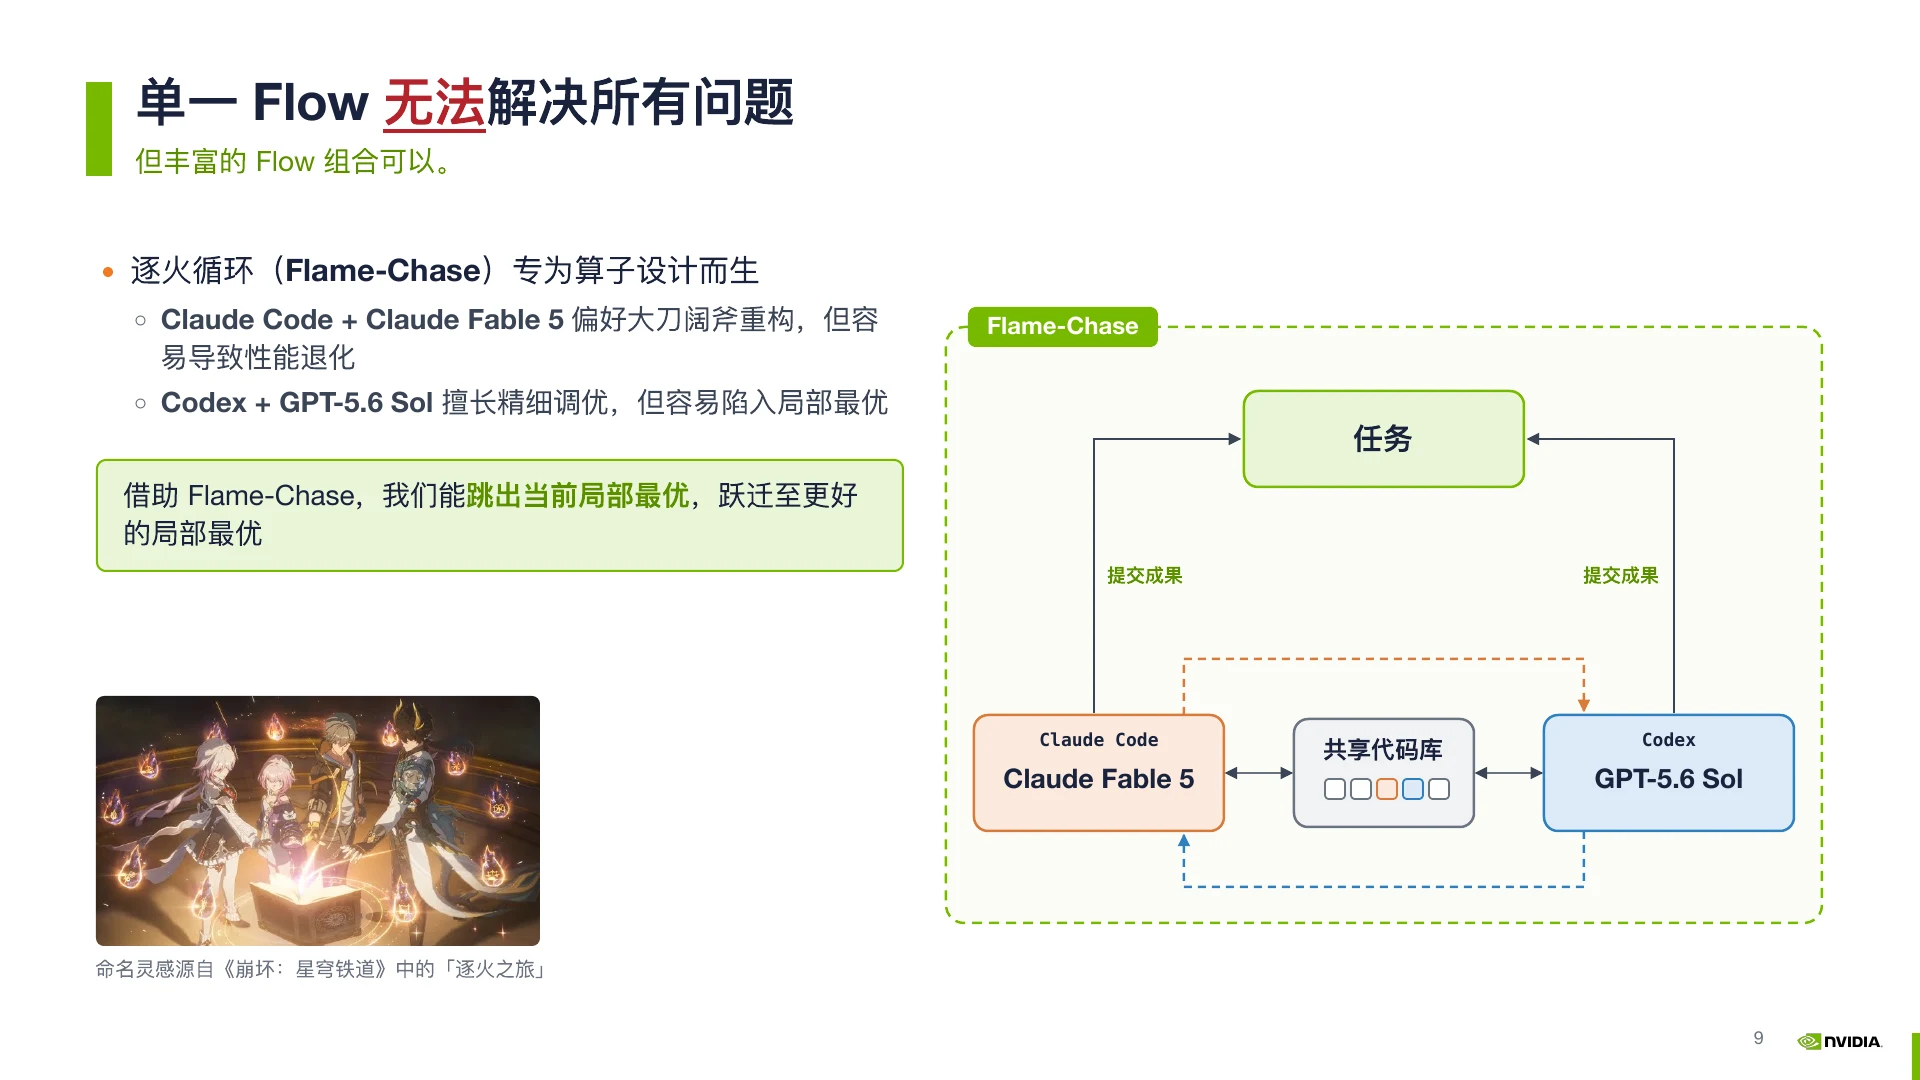 单一 Flow 无法解决所有问题
但丰富的 Flow 组合可以。
逐火循环（Flame-Chase）专为算子设计而生
Claude Code + Claude Fable 5 偏好大刀阔斧重构，但容
易导致性能退化
Codex + GPT-5.6 Sol 擅长精细调优，但容易陷入局部最优
借助 Flame-Chase，我们能跳出当前局部最优，跃迁至更好
的局部最优
命名灵感源自《崩坏：星穹铁道》中的「逐火之旅」
Flame-Chase
任务
提交成果
提交成果
Claude Code
Claude Fable 5
共享代码库
Codex
GPT-5.6 Sol
9
NVIDIA